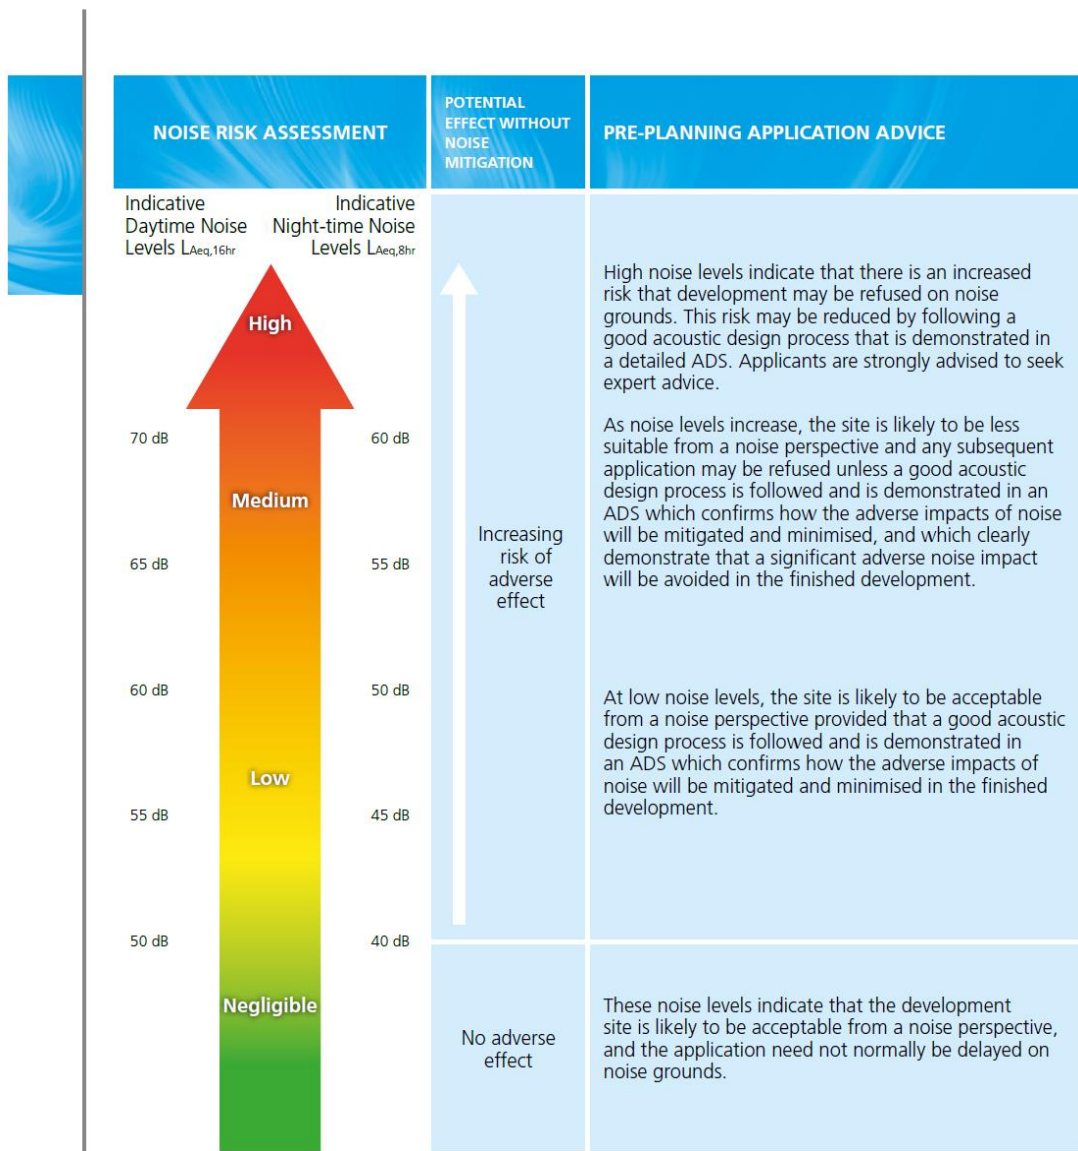 NOISE RISK ASSESSMENT
POTENTIAL
EFFECT WITHOUT
NOISE
MITIGATION
PRE-PLANNING APPLICATION ADVICE
Indicative
Daytime Noise
Levels LAeq,16hr
Indicative
Night-time Noise
Levels LAeq,8hr
High
70 dB
60 dB
Medium
65 dB
55 dB
60 dB
50 dB
Low
55 dB
45 dB
50 dB
40 dB
Negligible
Increasing
risk of
adverse
effect
No adverse
effect
High noise levels indicate that there is an increased
risk that development may be refused on noise
grounds. This risk may be reduced by following a
good acoustic design process that is demonstrated in
a detailed ADS. Applicants are strongly advised to seek
expert advice.
As noise levels increase, the site is likely to be less
suitable from a noise perspective and any subsequent
application may be refused unless a good acoustic
design process is followed and is demonstrated in an
ADS which confirms how the adverse impacts of noise
will be mitigated and minimised, and which clearly
demonstrate that a significant adverse noise impact
will be avoided in the finished development.
At low noise levels, the site is likely to be acceptable
from a noise perspective provided that a good acoustic
design process is followed and is demonstrated in
an ADS which confirms how the adverse impacts of
noise will be mitigated and minimised in the finished
development.
These noise levels indicate that the development
site is likely to be acceptable from a noise perspective,
and the application need not normally be delayed on
noise grounds.